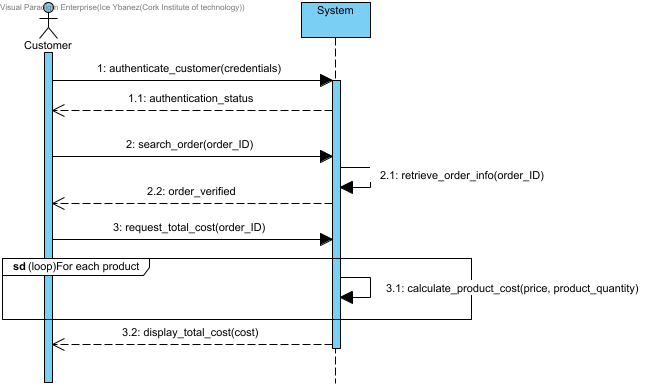 Visual Paradigm Enterprise(Ice Ybanez(Cork Institute of technology))
System
Customer
1: authenticate_customer(credentials)
1.1: authentication_status
2: search_order(order_ID)
2.1: retrieve_order_info(order_ID)
2.2: order_verified
3: request_total_cost(order_ID)
sd (loop)For each product
3.1: calculate_product_cost(price, product_quantity)
3.2: display_total_cost(cost)